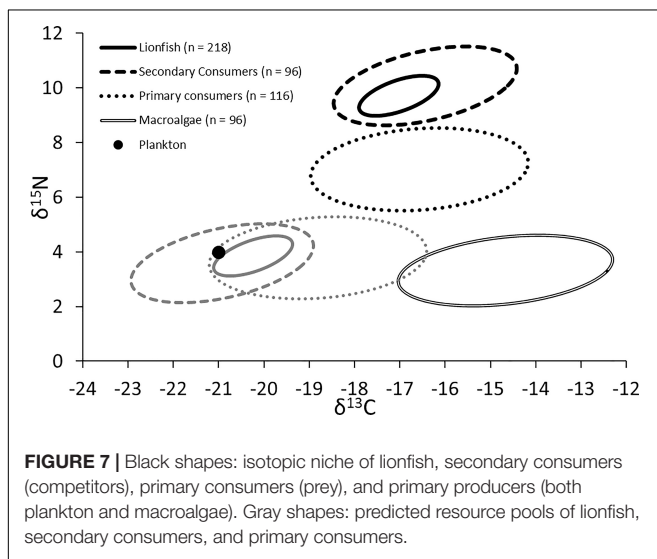 Lionfish (n = 218)
Secondary Consumers (n = 96)
Primary consumers (n = 116)
Macroalgae (n = 96)
Plankton
12
10
8
6
4
2
0
δ¹⁵N
-24 -23 -22 -21 -20 -19 -18 -17 -16 -15 -14 -13 -12
δ¹³C
FIGURE 7 | Black shapes: isotopic niche of lionfish, secondary consumers
(competitors), primary consumers (prey), and primary producers (both
plankton and macroalgae). Gray shapes: predicted resource pools of lionfish,
secondary consumers, and primary consumers.